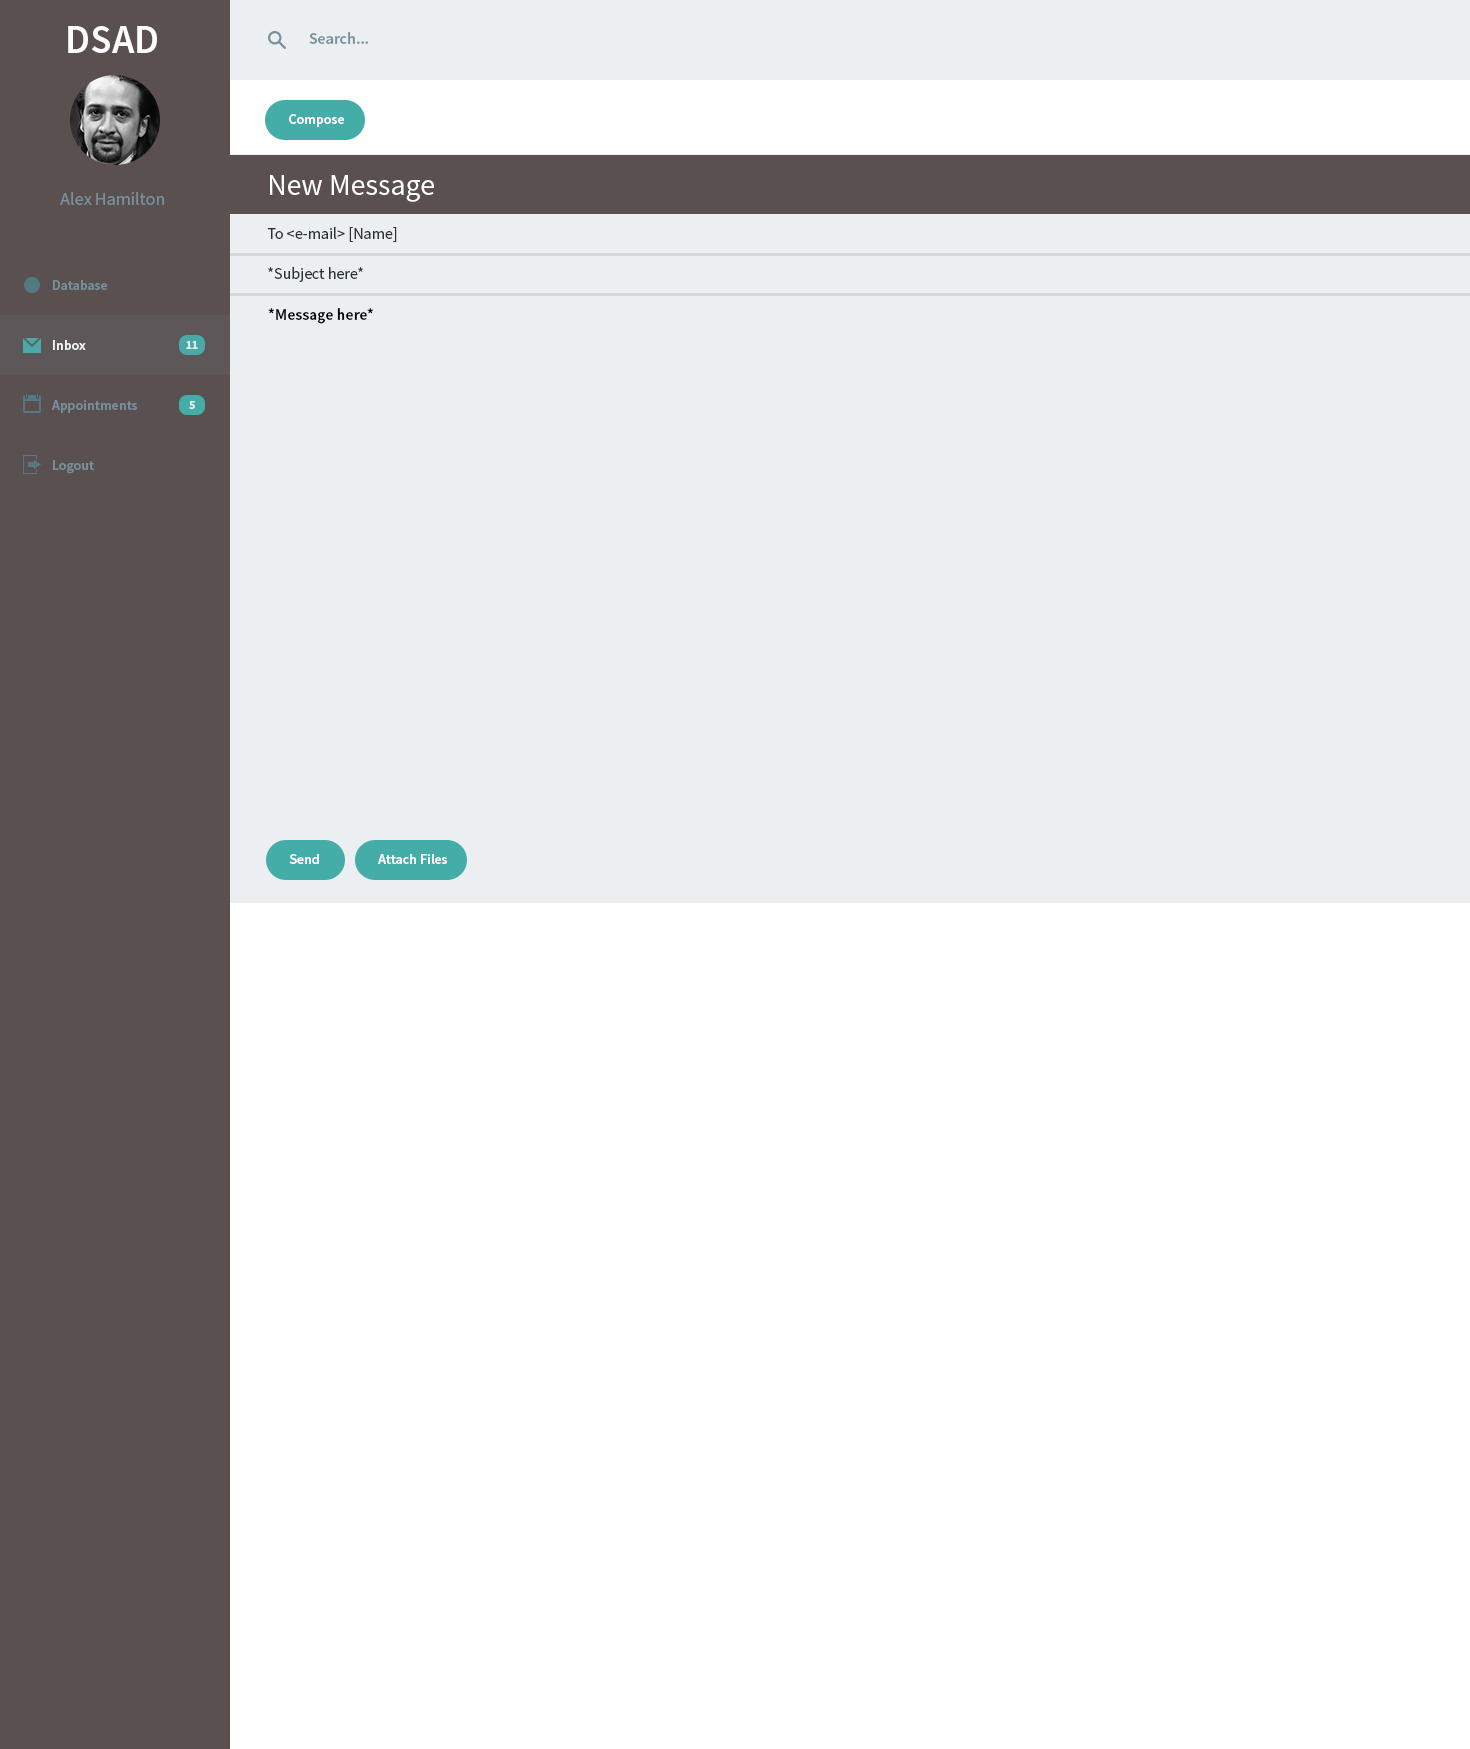 DSAD
Alex Hamilton
Database
Inbox 11
Appointments 5
Logout
Search...
Compose
New Message
To <e-mail> [Name]
*Subject here*
*Message here*
Send Attach Files